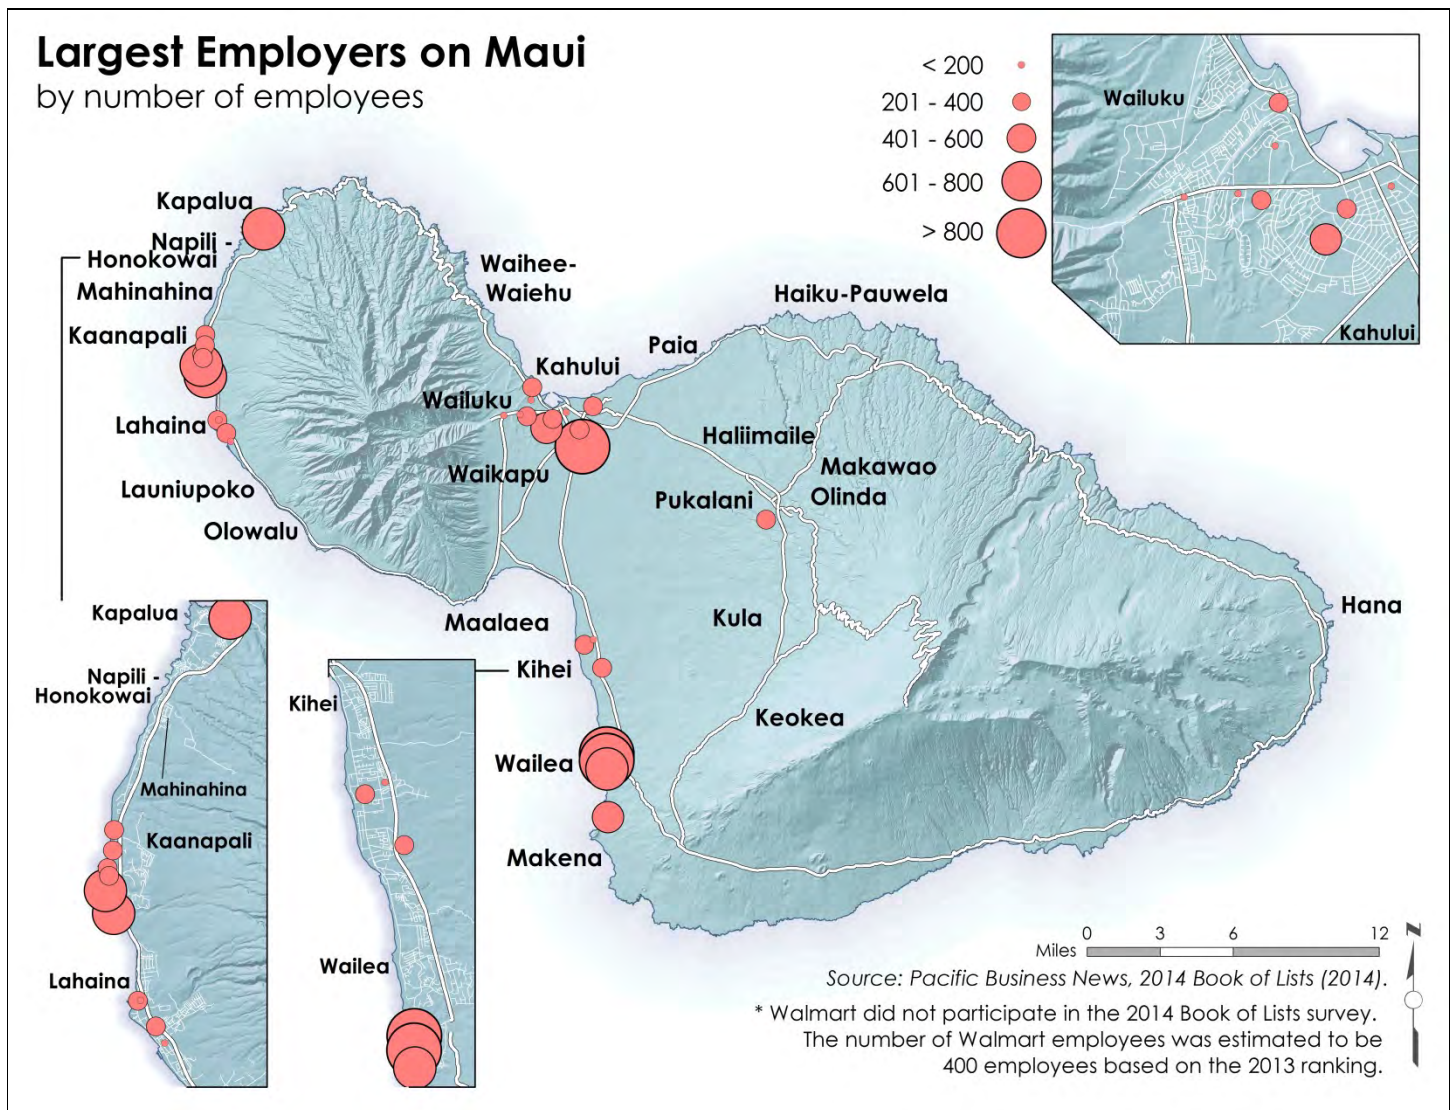 Largest Employers on Maui
by number of employees
< 200
201 - 400
401 - 600
601 - 800
> 800
Wailuku
Kahului
Kapalua
Napili -
Honokowai
Mahinahina
Kaanapali
Lahaina
Launiupoko
Olowalu
Waihee-
Waiehu
Kahului
Wailuku
Waikapu
Paia
Haiku-Pauwela
Haliimaile
Makawao
Olinda
Pukalani
Kula
Keokea
Hana
Maalaea
Kihei
Wailea
Makena
Kapalua
Napili -
Honokowai
Mahinahina
Kaanapali
Lahaina
Kihei
Wailea
0 3 6 12
Miles
N
Source: Pacific Business News, 2014 Book of Lists (2014).
* Walmart did not participate in the 2014 Book of Lists survey.
The number of Walmart employees was estimated to be
400 employees based on the 2013 ranking.